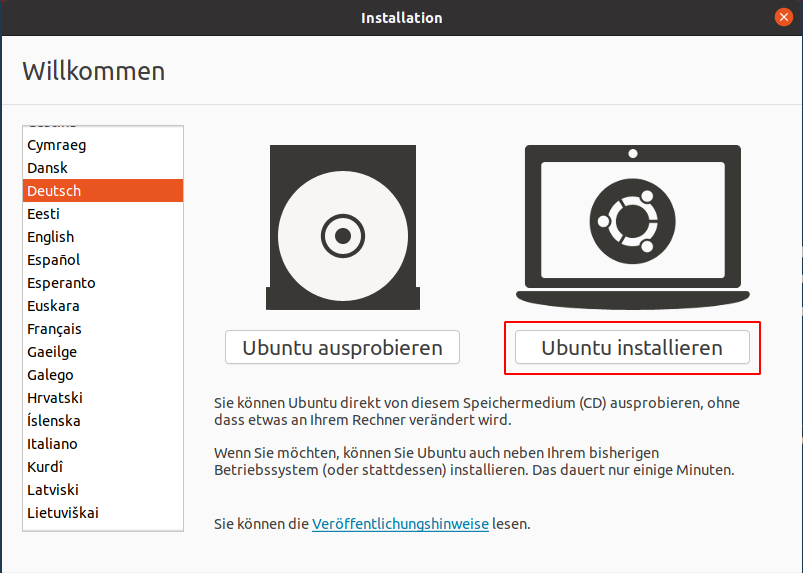 Installation
Willkommen
Cymraeg
Dansk
Deutsch
Eesti
English
Español
Esperanto
Euskara
Français
Gaeilge
Galego
Hrvatski
Íslenska
Italiano
Kurdî
Latviski
Lietuviškai
Ubuntu ausprobieren
Ubuntu installieren
Sie können Ubuntu direkt von diesem Speichermedium (CD) ausprobieren, ohne
dass etwas an Ihrem Rechner verändert wird.
Wenn Sie möchten, können Sie Ubuntu auch neben Ihrem bisherigen
Betriebssystem (oder stattdessen) installieren. Das dauert nur einige Minuten.
Sie können die Veröffentlichungshinweise lesen.